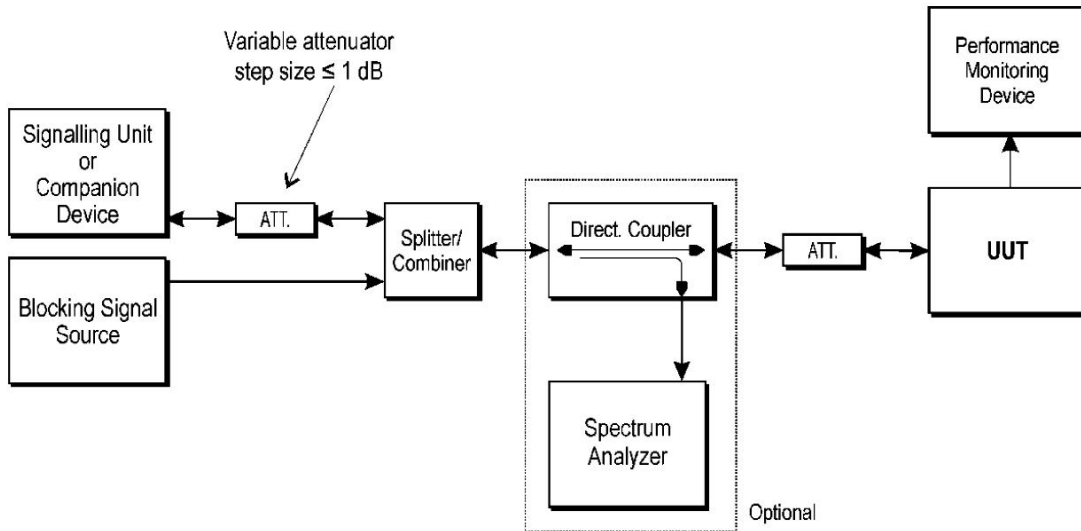 Variable attenuator
step size ≤ 1 dB
Signalling Unit
or
Companion
Device
ATT.
Splitter/
Combiner
Blocking Signal
Source
Direct. Coupler
Spectrum
Analyzer
Optional
ATT.
Performance
Monitoring
Device
UUT